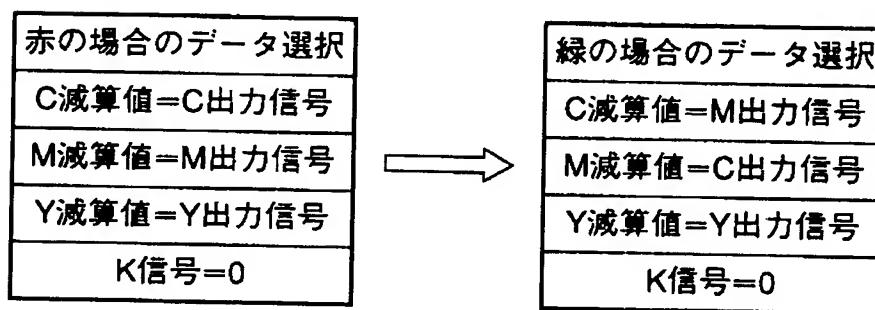 赤の場合のデータ選択
C減算値=C出力信号
M減算値=M出力信号
Y減算値=Y出力信号
K信号=0
緑の場合のデータ選択
C減算値=M出力信号
M減算値=C出力信号
Y減算値=Y出力信号
K信号=0